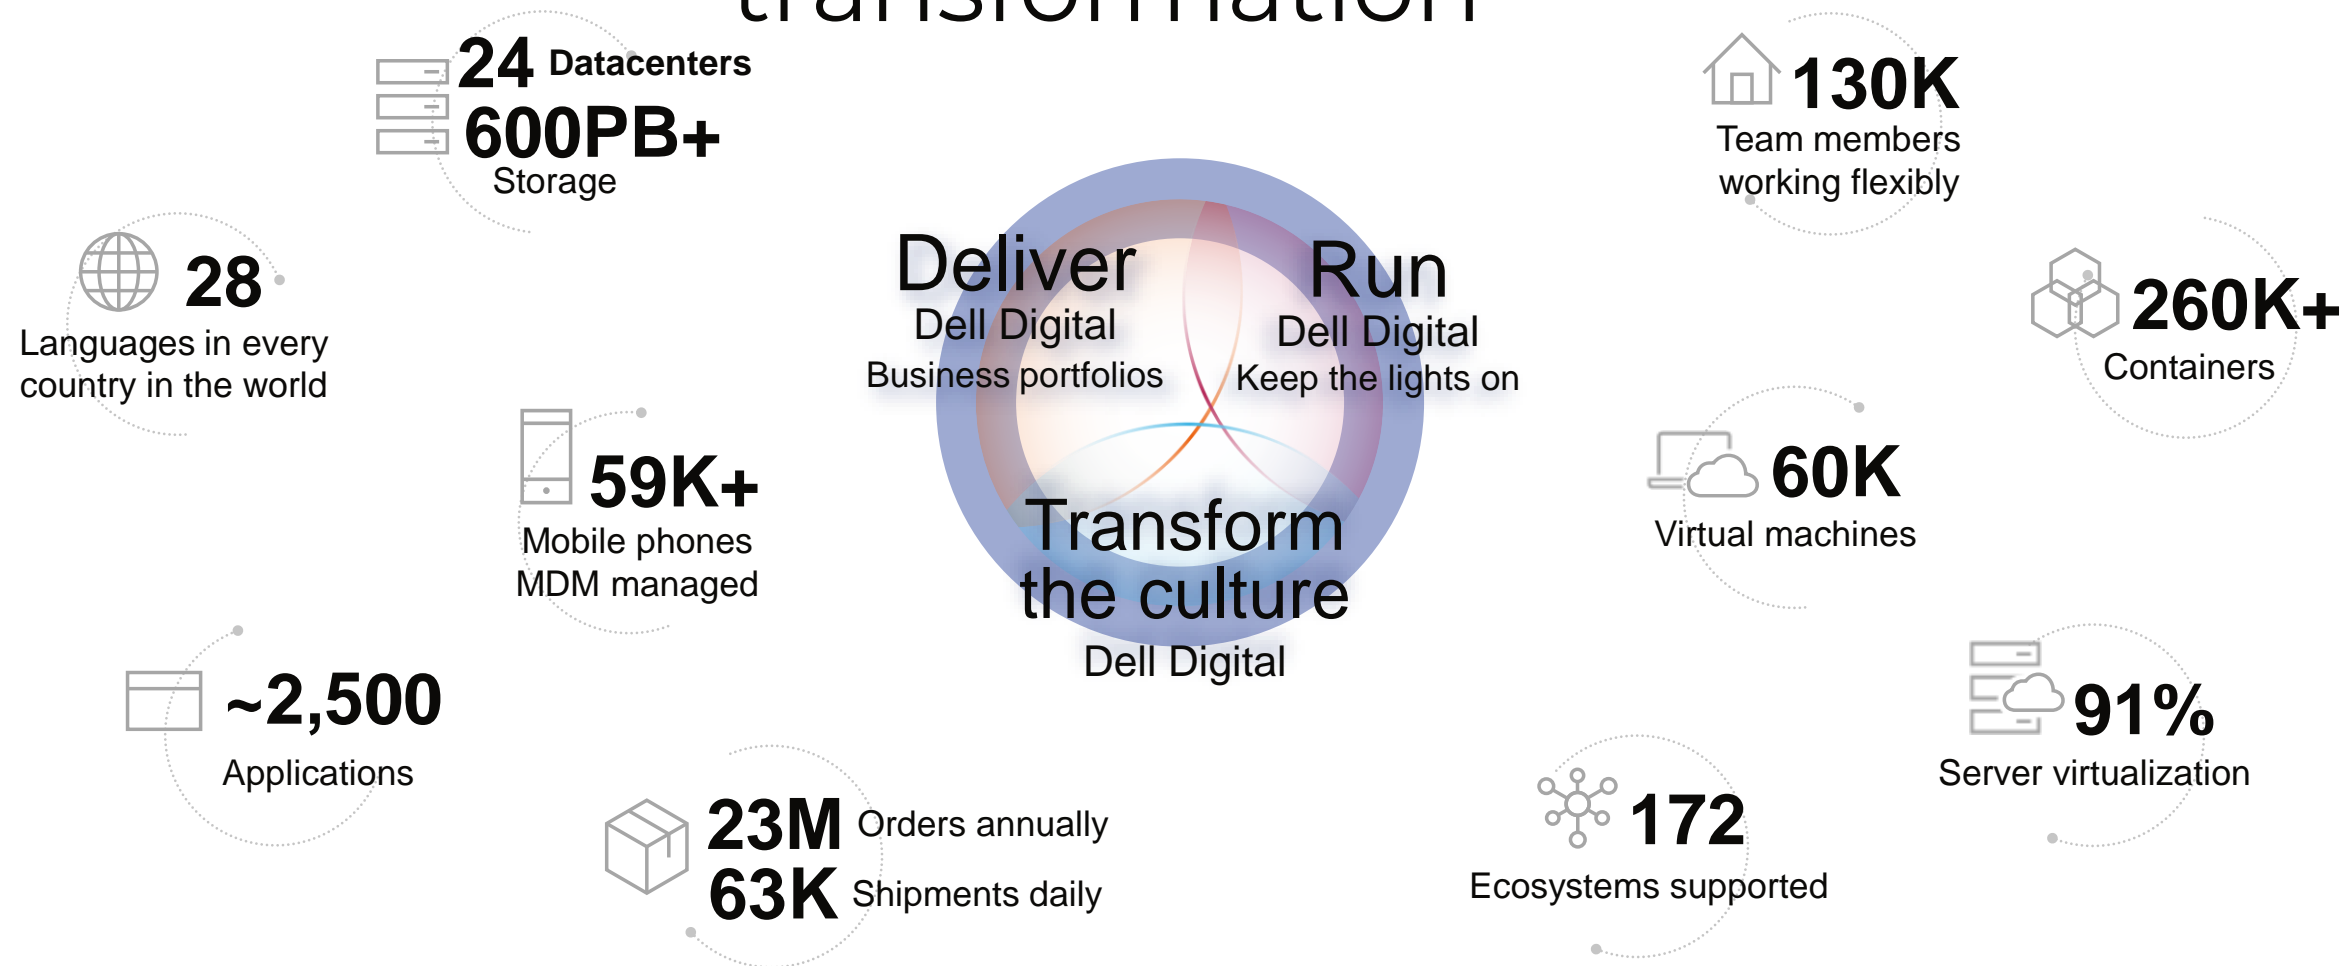 transformation
24 Datacenters
600PB+
Storage
130K
Team members
working flexibly
28
Languages in every
country in the world
Deliver
Dell Digital
Business portfolios
Run
Dell Digital
Keep the lights on
260K+
Containers
59K+
Mobile phones
MDM managed
60K
Virtual machines
Transform
the culture
Dell Digital
~2,500
Applications
91%
Server virtualization
23M Orders annually
63K Shipments daily
172
Ecosystems supported